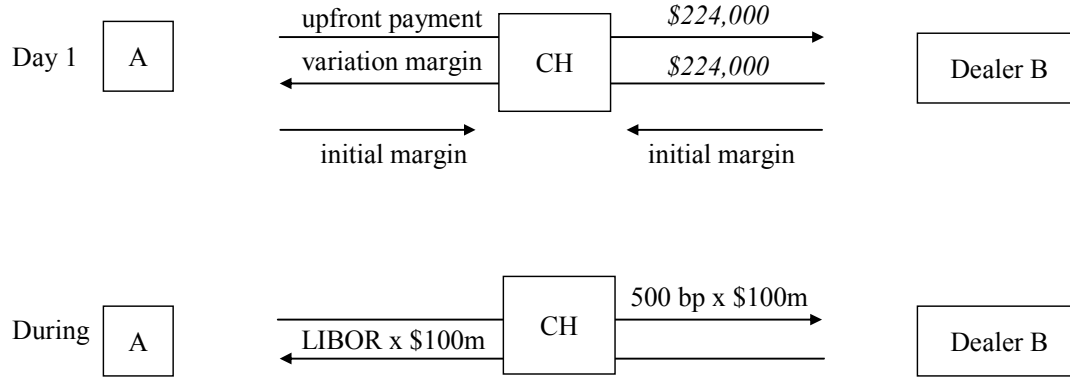 upfront payment
$224,000
Day 1
A
variation margin
CH
$224,000
Dealer B
initial margin
initial margin
500 bp x $100m
During
A
LIBOR x $100m
CH
Dealer B